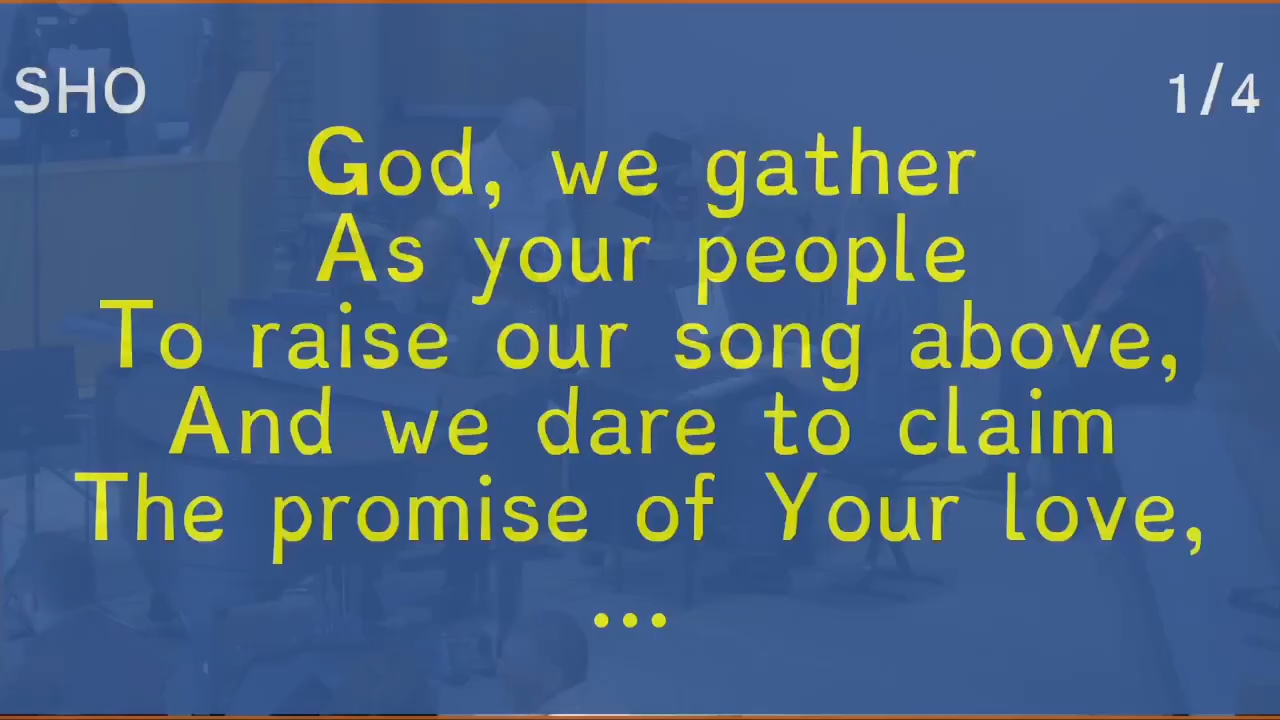 SHO
1/4
God, we gather
As your people
To raise our song above,
And we dare to claim
The promise of Your love,
...